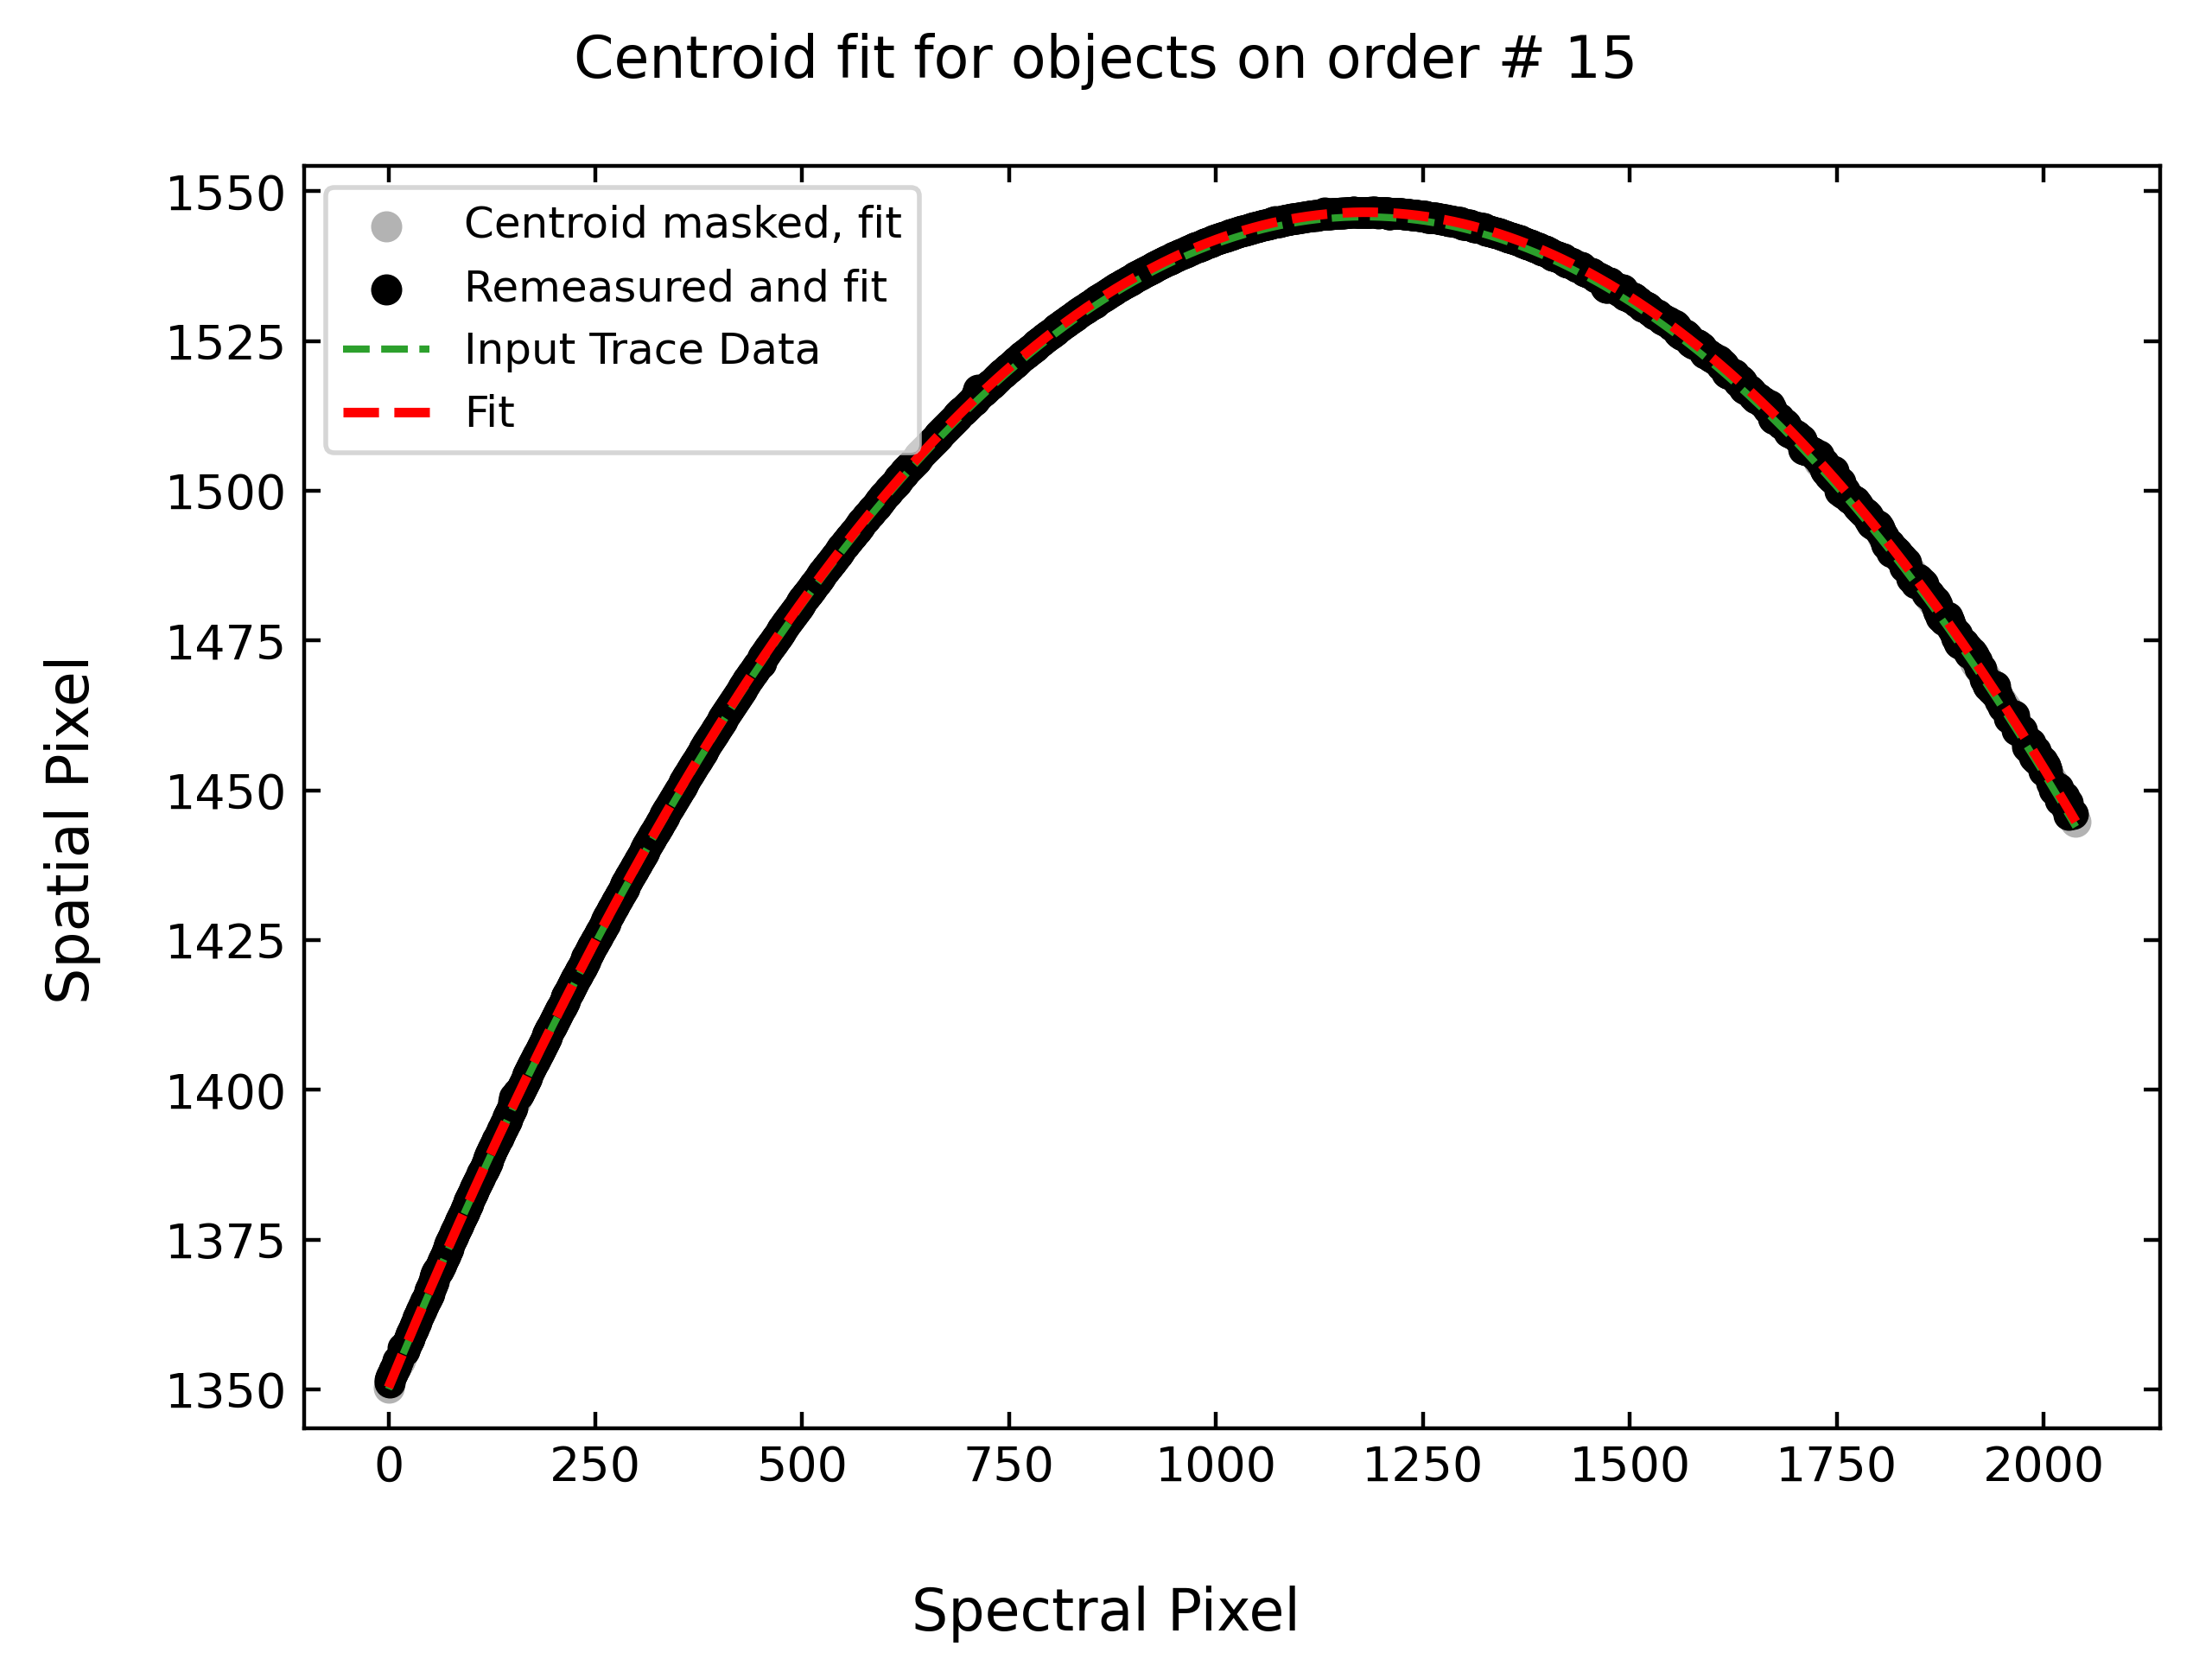 Centroid fit for objects on order # 15
Centroid masked, fit
Remeasured and fit
Input Trace Data
Fit
1550
1525
1500
1475
1450
1425
1400
1375
1350
Spatial Pixel
0 250 500 750 1000 1250 1500 1750 2000
Spectral Pixel